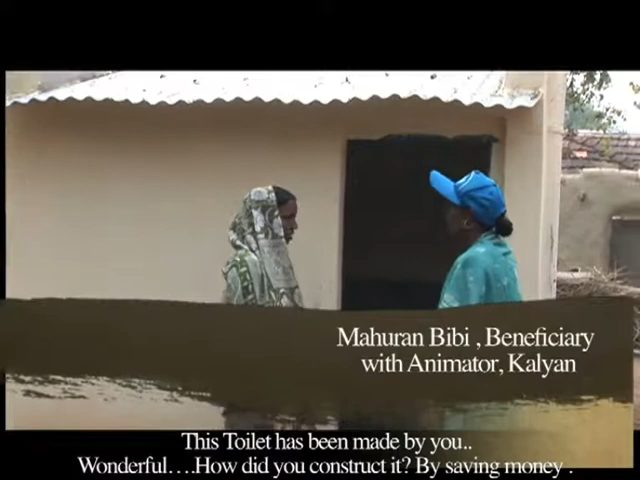 Mahuran Bibi , Beneficiary
with Animator, Kalyan
This Toilet has been made by you..
Wonderful….How did you construct it? By saving money .